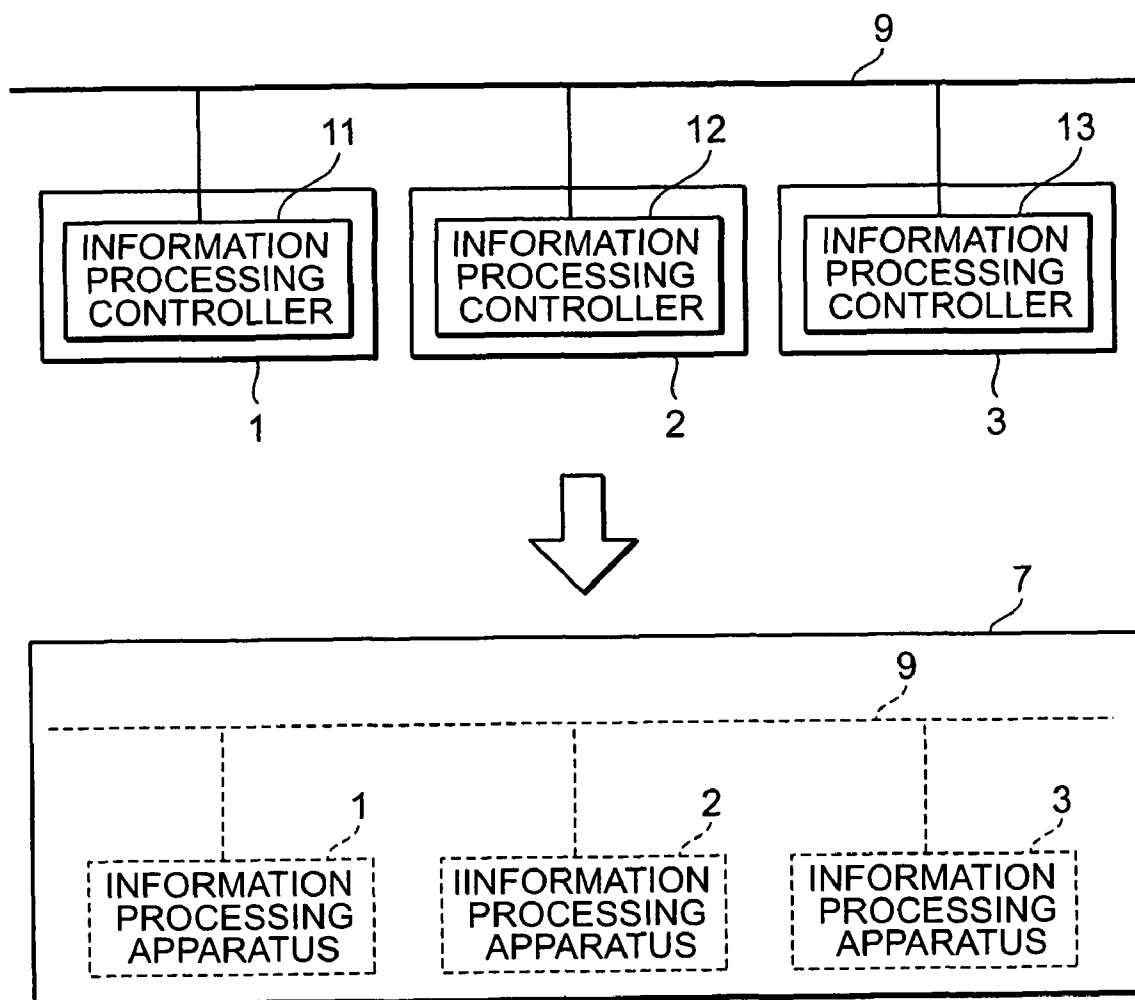 9
11
12
13
INFORMATION
PROCESSING
CONTROLLER
INFORMATION
PROCESSING
CONTROLLER
INFORMATION
PROCESSING
CONTROLLER
1
2
3
7
9
1
2
3
INFORMATION
PROCESSING
APPARATUS
IINFORMATION
PROCESSING
APPARATUS
INFORMATION
PROCESSING
APPARATUS